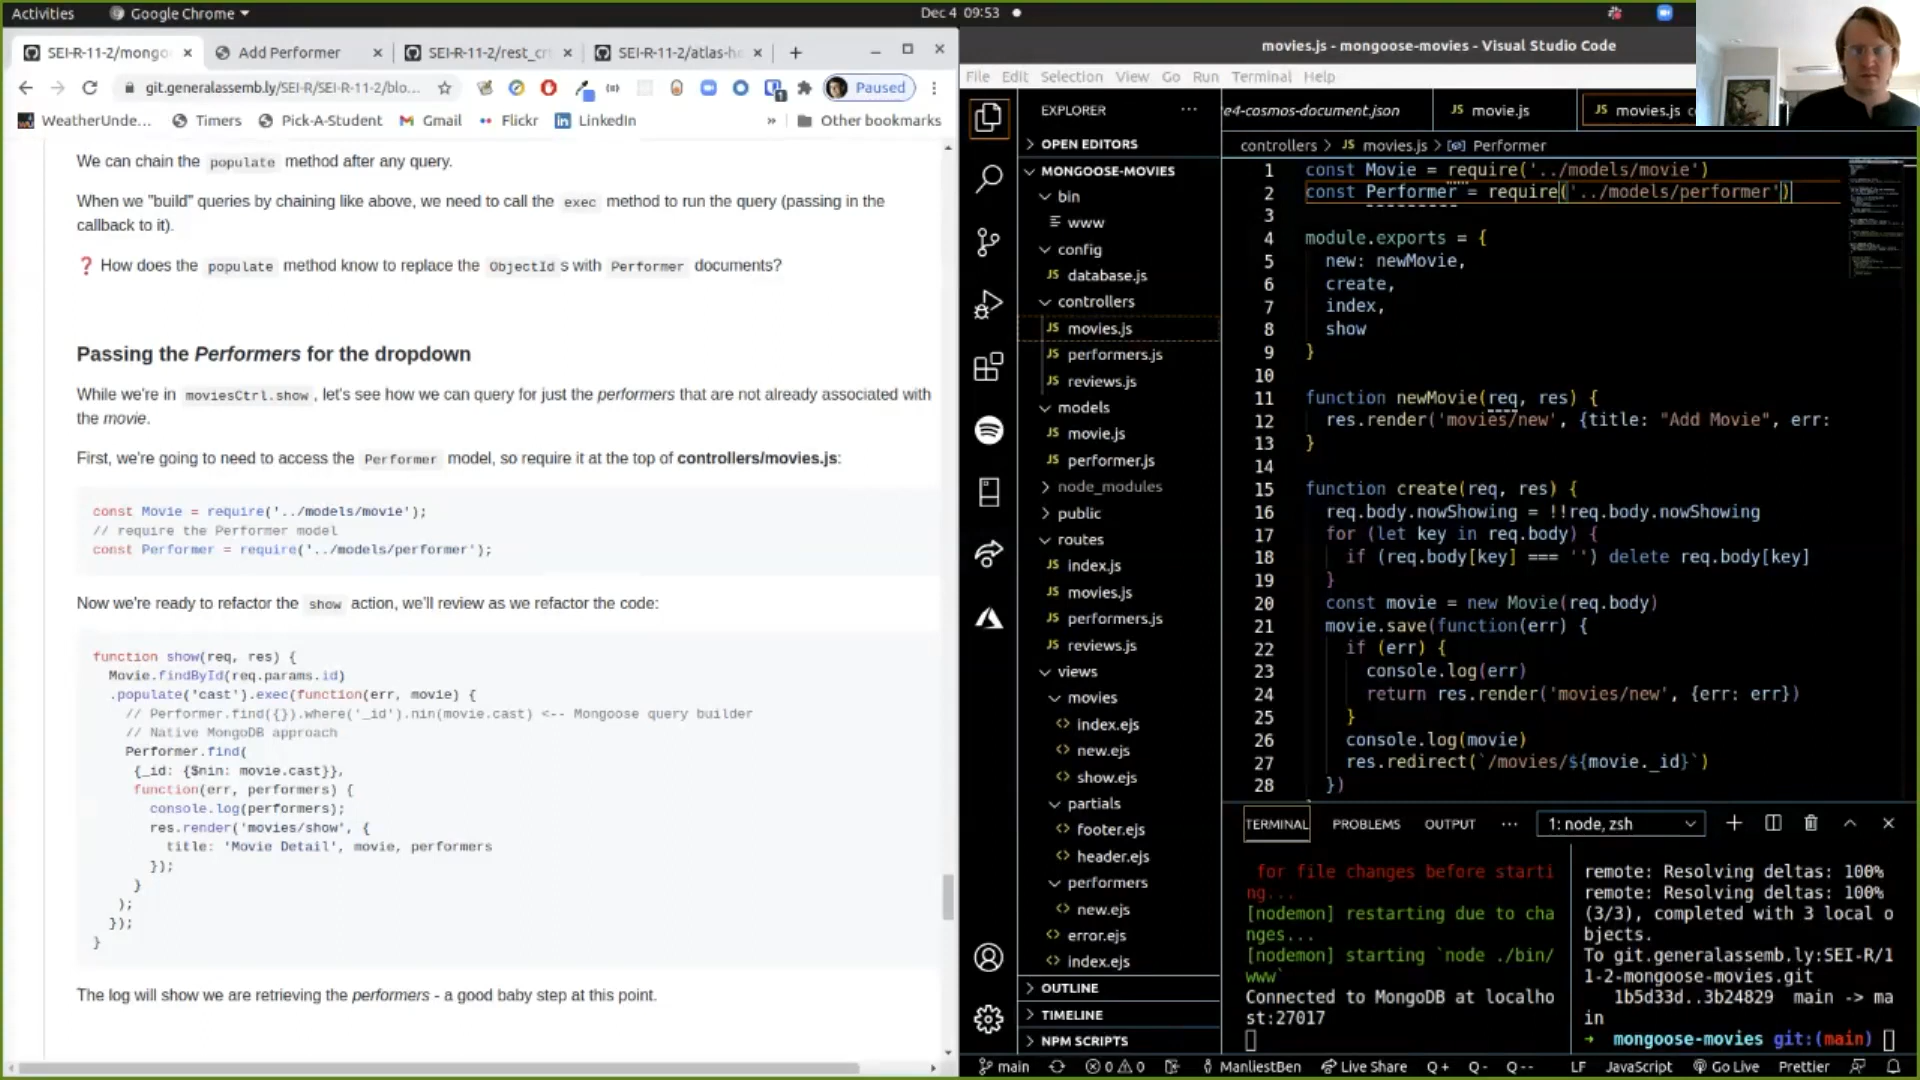 Activities
Google Chrome
Dec 4 09:53
SEI-R-11-2/mongo
Add Performer
SEI-R-11-2/rest_cr
SEI-R-11-2/atlas-ho
git.generalassemb.ly/SEI-R/SEI-R-11-2/blo...
Paused
WeatherUnde...
Timers
Pick-A-Student
Gmail
Flickr
LinkedIn
»
Other bookmarks
We can chain the populate method after any query.
When we "build" queries by chaining like above, we need to call the exec method to run the query (passing in the
callback to it).
❓ How does the populate method know to replace the ObjectId s with Performer documents?
Passing the Performers for the dropdown
While we're in moviesCtrl.show, let's see how we can query for just the performers that are not already associated with
the movie.
First, we're going to need to access the Performer model, so require it at the top of controllers/movies.js:
const Movie = require('../models/movie');
// require the Performer model
const Performer = require('../models/performer');
Now we're ready to refactor the show action, we'll review as we refactor the code:
function show(req, res) {
Movie.findById(req.params.id)
.populate('cast').exec(function(err, movie) {
// Performer.find({}).where('_id').nin(movie.cast) <-- Mongoose query builder
// Native MongoDB approach
Performer.find(
{_id: {$nin: movie.cast}},
function(err, performers) {
console.log(performers);
res.render('movies/show', {
title: 'Movie Detail', movie, performers
});
}
);
});
}
The log will show we are retrieving the performers - a good baby step at this point.
movies.js - mongoose-movies - Visual Studio Code
File Edit Selection View Go Run Terminal Help
EXPLORER
OPEN EDITORS
MONGOOSE-MOVIES
bin
www
config
JS database.js
controllers
JS movies.js
JS performers.js
JS reviews.js
models
JS movie.js
JS performer.js
node_modules
public
routes
JS index.js
JS movies.js
JS performers.js
JS reviews.js
views
movies
<> index.ejs
<> new.ejs
<> show.ejs
partials
<> footer.ejs
<> header.ejs
performers
<> new.ejs
<> error.ejs
<> index.ejs
OUTLINE
TIMELINE
NPM SCRIPTS
e4-cosmos-document.json
JS movie.js
JS movies.js c
controllers > JS movies.js > Performer
1 const Movie = require('../models/movie')
2 const Performer = require('../models/performer')
3
4 module.exports = {
5 new: newMovie,
6 create,
7 index,
8 show
9 }
10
11 function newMovie(req, res) {
12 res.render('movies/new', {title: "Add Movie", err:
13 }
14
15 function create(req, res) {
16 req.body.nowShowing = !!req.body.nowShowing
17 for (let key in req.body) {
18 if (req.body[key] === '') delete req.body[key]
19 }
20 const movie = new Movie(req.body)
21 movie.save(function(err) {
22 if (err) {
23 console.log(err)
24 return res.render('movies/new', {err: err})
25 }
26 console.log(movie)
27 res.redirect(`/movies/${movie._id}`)
28 })
TERMINAL PROBLEMS OUTPUT ... 1: node, zsh
for file changes before starti
ng...
[nodemon] restarting due to cha
nges...
[nodemon] starting `node ./bin/
www`
Connected to MongoDB at localho
st:27017
remote: Resolving deltas: 100%
remote: Resolving deltas: 100%
(3/3), completed with 3 local o
bjects.
To git.generalassemb.ly:SEI-R/1
1-2-mongoose-movies.git
1b5d33d..3b24829 main -> ma
in
→ mongoose-movies git:(main)
main 0 0 ManliestBen Live Share Q+ Q- Q-- LF JavaScript Go Live Prettier